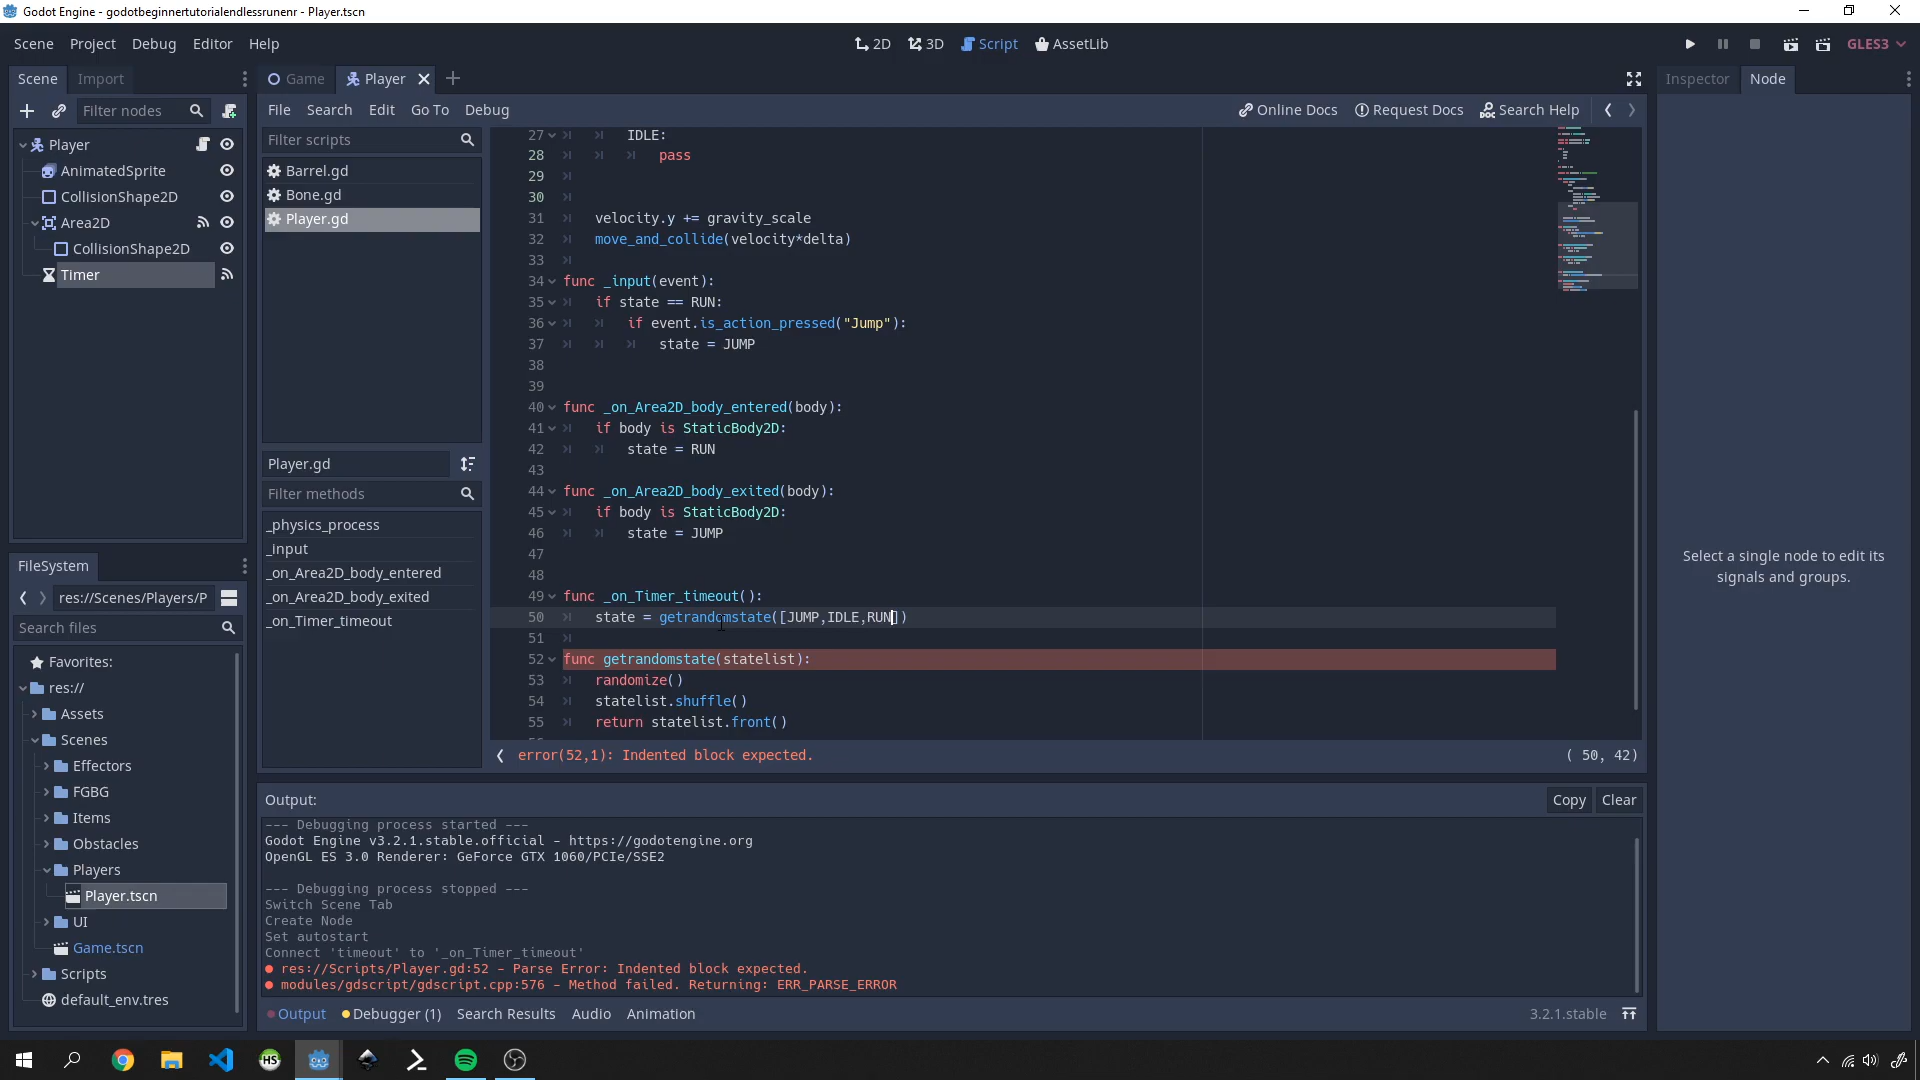 Godot Engine - godotbeginnertutorialendlessrunenr - Player.tscn
Scene Project Debug Editor Help
2D 3D Script AssetLib
GLES3
Scene Import
Filter nodes
Player
AnimatedSprite
CollisionShape2D
Area2D
CollisionShape2D
Timer
FileSystem
res://Scenes/Players/P
Search files
Favorites:
res://
Assets
Scenes
Effectors
FGBG
Items
Obstacles
Players
Player.tscn
UI
Game.tscn
Scripts
default_env.tres
Game Player
File Search Edit Go To Debug
Online Docs Request Docs Search Help
Filter scripts
Barrel.gd
Bone.gd
Player.gd
Player.gd
Filter methods
_physics_process
_input
_on_Area2D_body_entered
_on_Area2D_body_exited
_on_Timer_timeout
27 IDLE:
28 pass
29
30
31 velocity.y += gravity_scale
32 move_and_collide(velocity*delta)
33
34 func _input(event):
35 if state == RUN:
36 if event.is_action_pressed("Jump"):
37 state = JUMP
38
39
40 func _on_Area2D_body_entered(body):
41 if body is StaticBody2D:
42 state = RUN
43
44 func _on_Area2D_body_exited(body):
45 if body is StaticBody2D:
46 state = JUMP
47
48
49 func _on_Timer_timeout():
50 state = getrandomstate([JUMP,IDLE,RUN])
51
52 func getrandomstate(statelist):
53 randomize()
54 statelist.shuffle()
55 return statelist.front()
error(52,1): Indented block expected.
( 50, 42)
Output:
Copy Clear
--- Debugging process started ---
Godot Engine v3.2.1.stable.official - https://godotengine.org
OpenGL ES 3.0 Renderer: GeForce GTX 1060/PCIe/SSE2
--- Debugging process stopped ---
Switch Scene Tab
Create Node
Set autostart
Connect 'timeout' to '_on_Timer_timeout'
res://Scripts/Player.gd:52 - Parse Error: Indented block expected.
modules/gdscript/gdscript.cpp:576 - Method failed. Returning: ERR_PARSE_ERROR
Output Debugger (1) Search Results Audio Animation
3.2.1.stable
Inspector Node
Select a single node to edit its
signals and groups.